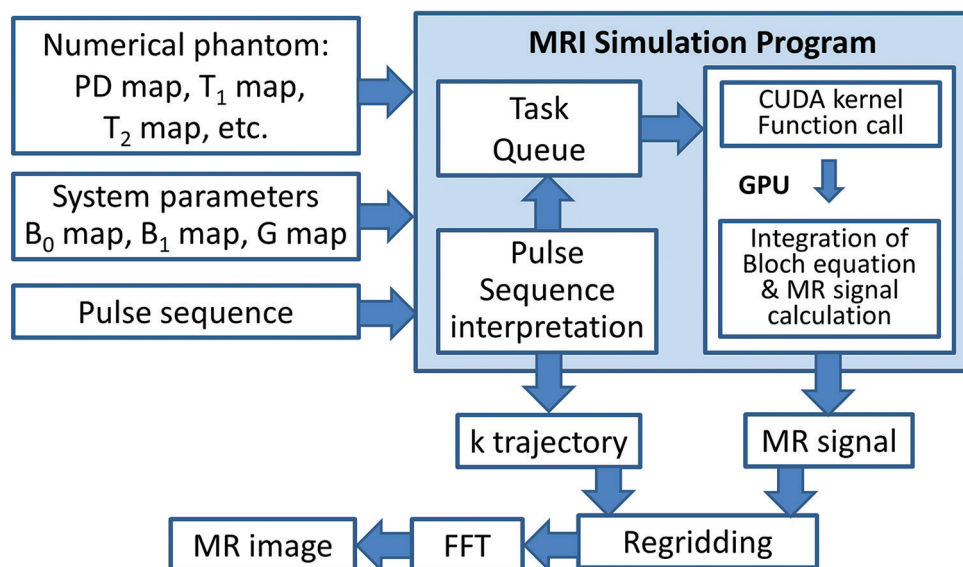 Numerical phantom:
PD map, T₁ map,
T₂ map, etc.
System parameters
B₀ map, B₁ map, G map
Pulse sequence
MRI Simulation Program
Task
Queue
Pulse
Sequence
interpretation
CUDA kernel
Function call
GPU
Integration of
Bloch equation
& MR signal
calculation
k trajectory
MR signal
MR image
FFT
Regridding